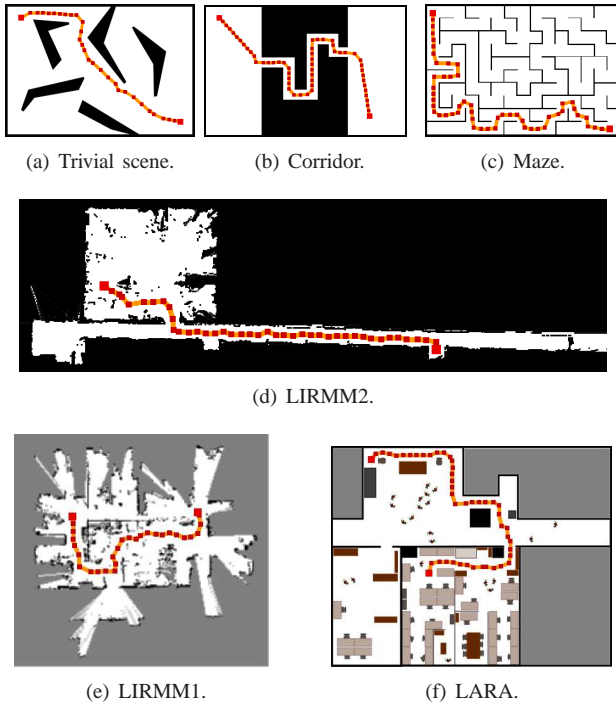 (a) Trivial scene.
(b) Corridor.
(c) Maze.
(d) LIRMM2.
(e) LIRMM1.
(f) LARA.